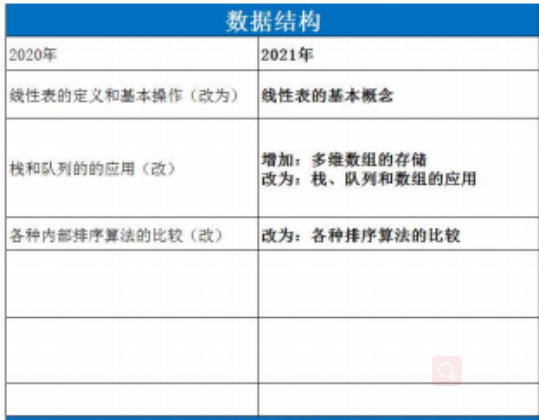 数据结构
2020年 2021年
线性表的定义和基本操作（改为） 线性表的基本概念
栈和队列的的应用（改） 增加：多维数组的存储
改为：栈、队列和数组的应用
各种内部排序算法的比较（改） 改为：各种排序算法的比较